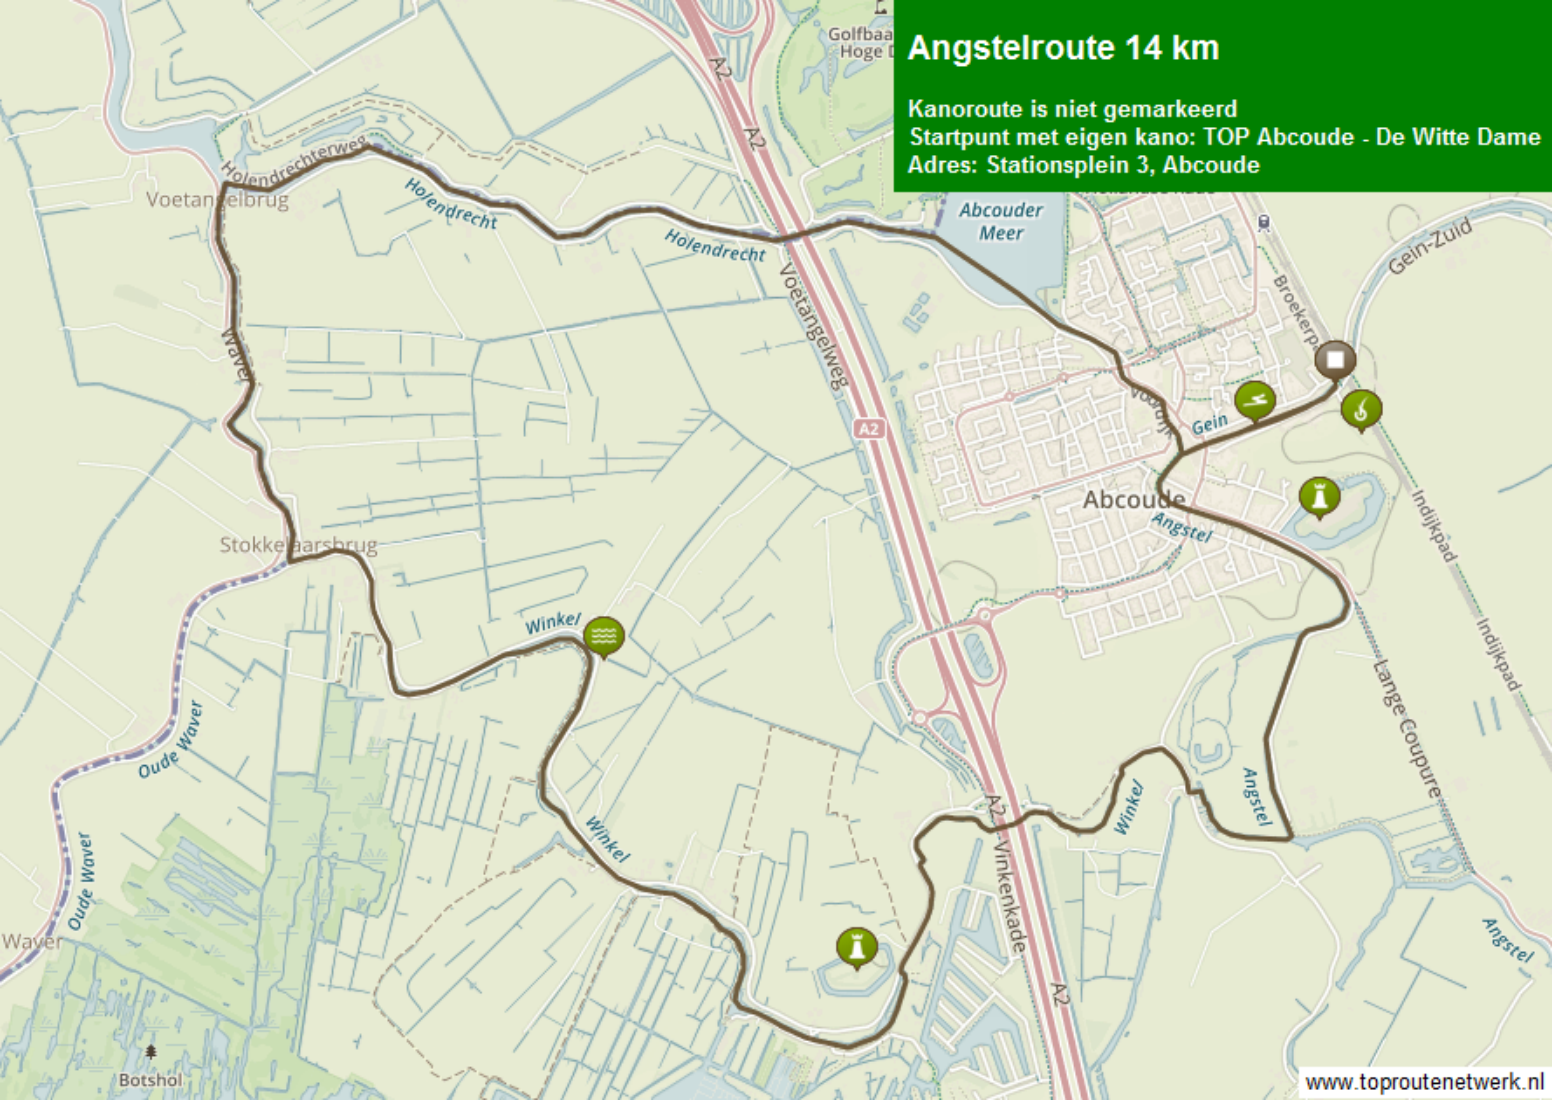 Angstelroute 14 km
Kanoroute is niet gemarkeerd
Startpunt met eigen kano: TOP Abcoude - De Witte Dame
Adres: Stationsplein 3, Abcoude
Hoge
A2
A2
Abcouder
Meer
Gein-Zuid
Holendrechterweg
Voetangelbrug
Holendrecht
Holendrecht
Voetangelweg
Waver
A2
Voordijk
Gein
Abcoude
Angstel
Indijkpad
Indijkpad
Stokkelaarsbrug
Winkel
Lange Coupure
Oude Waver
Angstel
Winkel
A2
Vinkenkade
Winkel
Oude Waver
Waver
Angstel
A2
Botshol
www.toproutenetwerk.nl